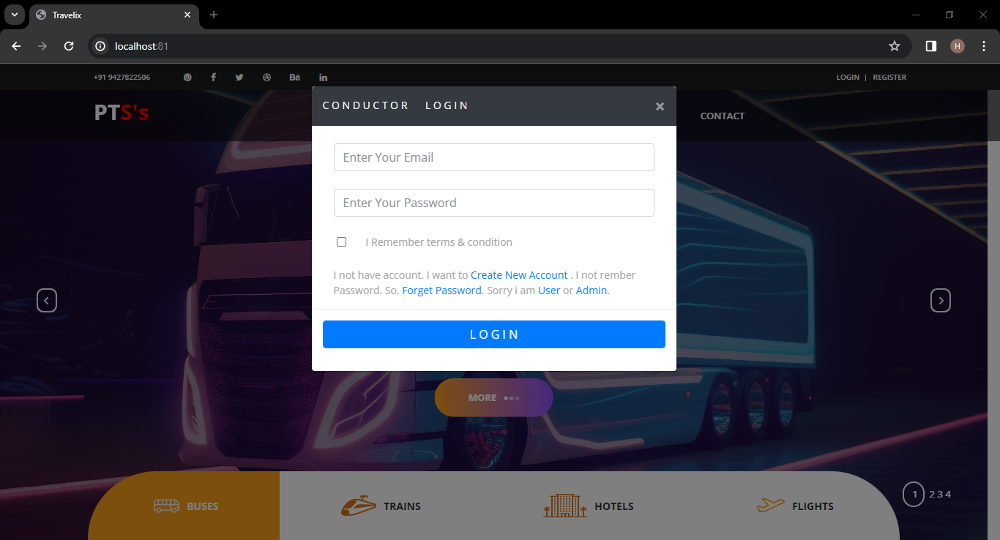 Travelix
localhost:81
H
+91 9427822506
Bē
in
LOGIN | REGISTER
PTS's
CONTACT
CONDUCTOR LOGIN
Enter Your Email
Enter Your Password
I Remember terms & condition
I not have account. I want to Create New Account . I not rember
Password. So, Forget Password. Sorry i am User or Admin.
LOGIN
MORE
BUSES
TRAINS
HOTELS
FLIGHTS
1 2 3 4